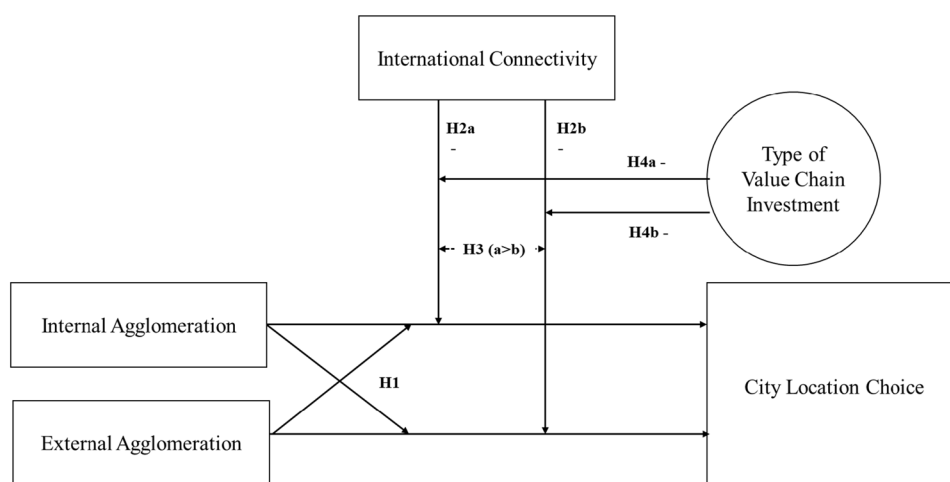 International Connectivity
H2a
-
H2b
-
H4a -
Type of
Value Chain
Investment
H4b -
H3 (a>b)
Internal Agglomeration
H1
City Location Choice
External Agglomeration